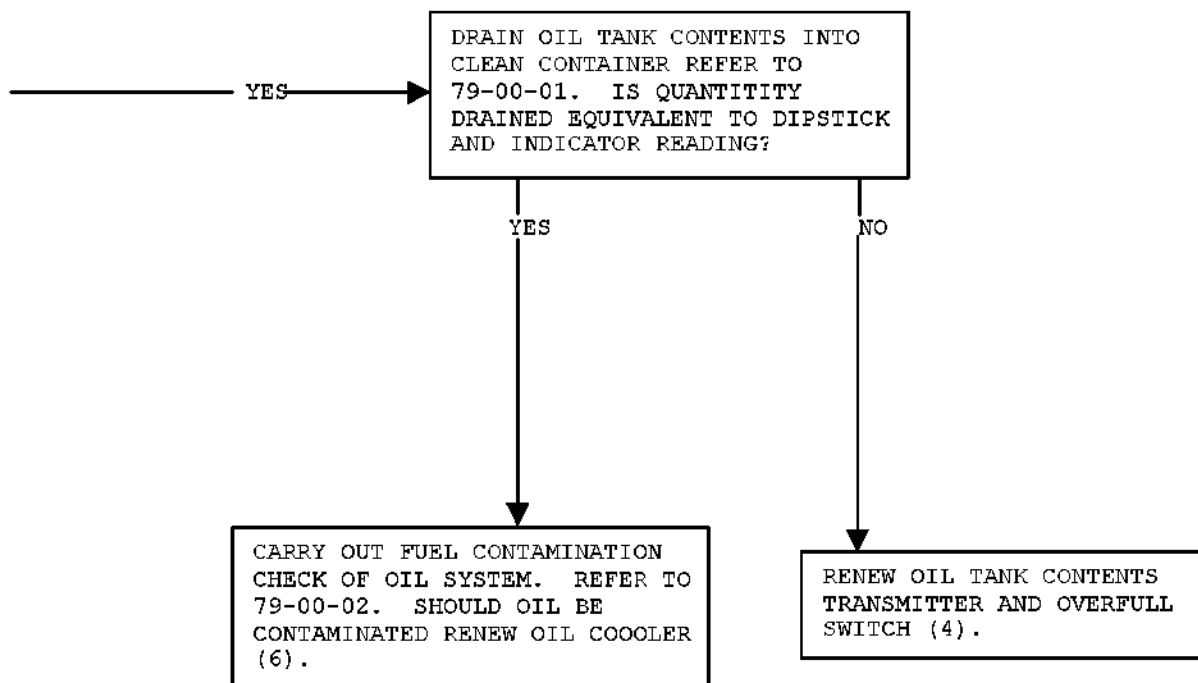 DRAIN OIL TANK CONTENTS INTO
CLEAN CONTAINER REFER TO
79-00-01.  IS QUANTITITY
DRAINED EQUIVALENT TO DIPSTICK
AND INDICATOR READING?
YES
YES
NO
CARRY OUT FUEL CONTAMINATION
CHECK OF OIL SYSTEM.  REFER TO
79-00-02.  SHOULD OIL BE
CONTAMINATED RENEW OIL COOOLER
(6).
RENEW OIL TANK CONTENTS
TRANSMITTER AND OVERFULL
SWITCH (4).